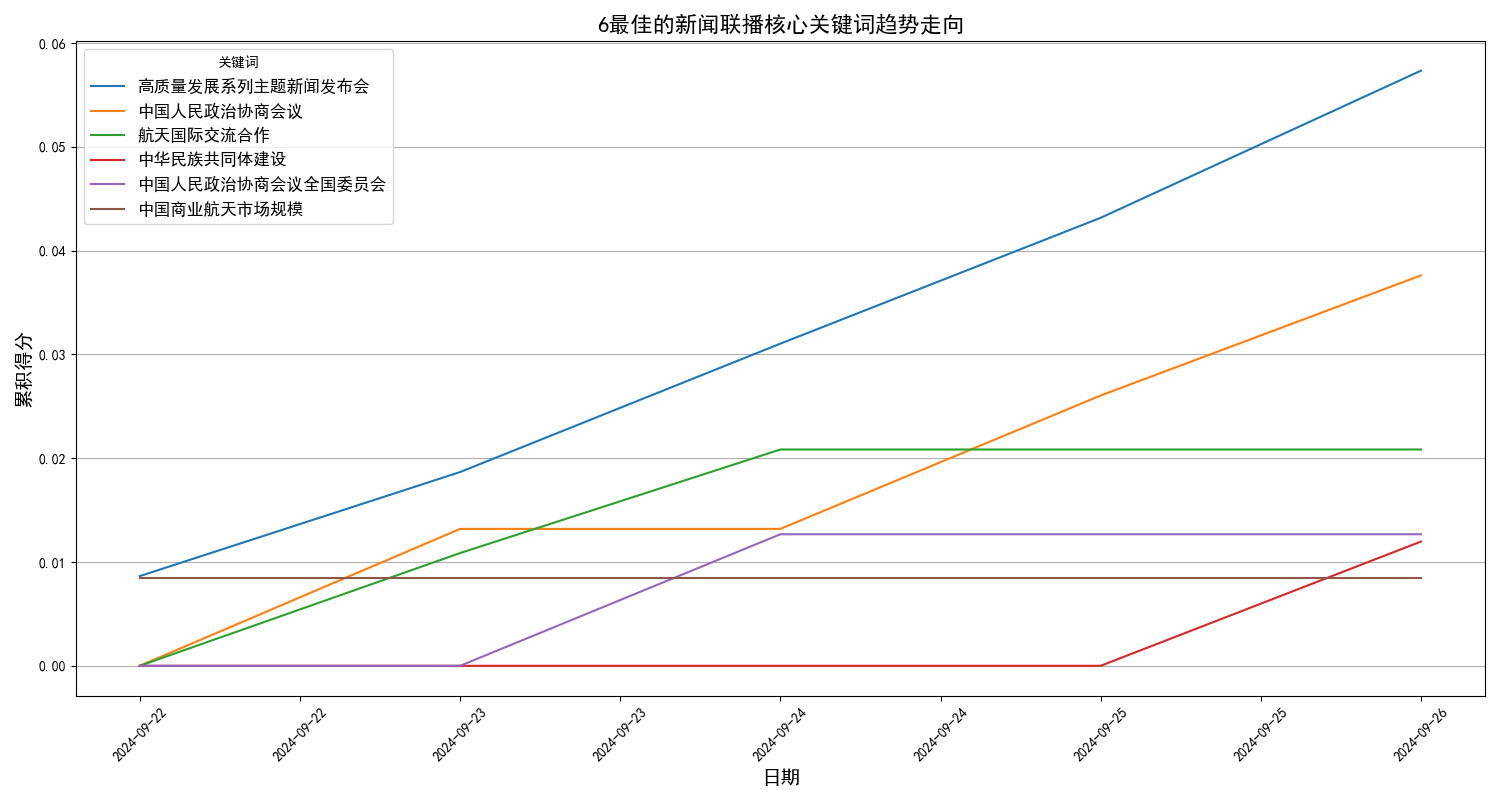 6最佳的新闻联播核心关键词趋势走向
关键词
高质量发展系列主题新闻发布会
中国人民政治协商会议
航天国际交流合作
中华民族共同体建设
中国人民政治协商会议全国委员会
中国商业航天市场规模
累积得分
0.06
0.05
0.04
0.03
0.02
0.01
0.00
2024-09-22
2024-09-22
2024-09-23
2024-09-23
2024-09-24
2024-09-24
2024-09-25
2024-09-25
2024-09-26
日期